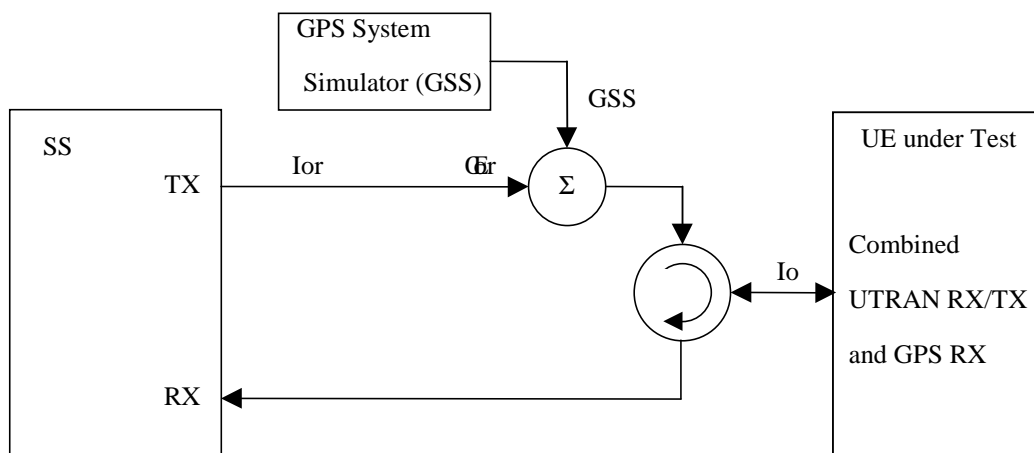 GPS System
Simulator (GSS)
GSS
SS
TX
Ior
Σ
UE under Test
Combined
UTRAN RX/TX
and GPS RX
Io
RX